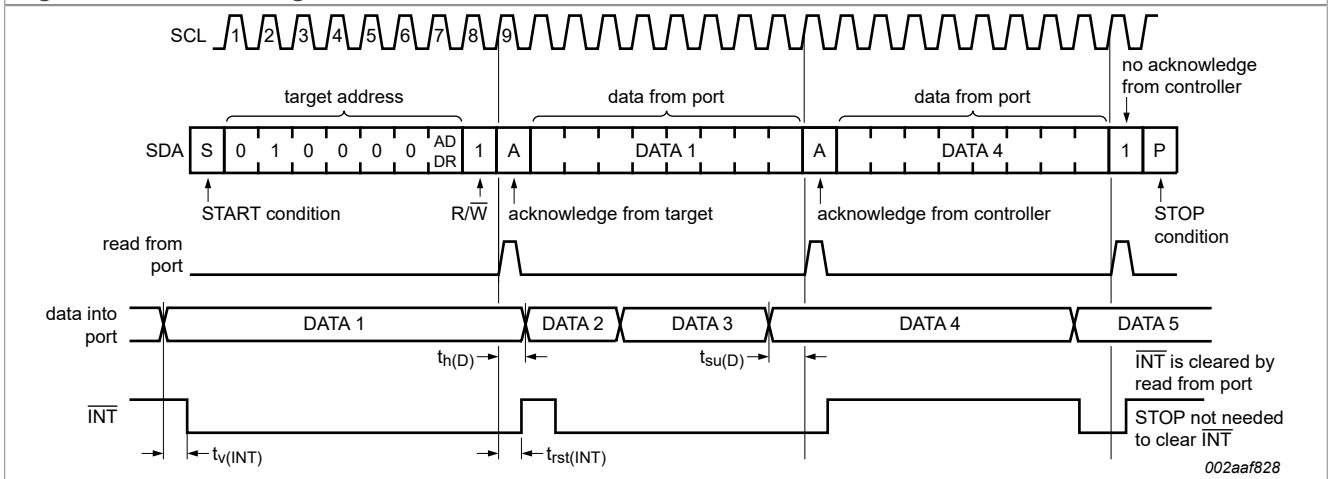 SCL 1 2 3 4 5 6 7 8 9
no acknowledge
from controller
target address data from port data from port
SDA S 0 1 0 0 0 0 AD DR 1 A DATA 1 A DATA 4 1 P
START condition R/W̅ acknowledge from target acknowledge from controller STOP
condition
read from
port
data into
port
DATA 1 DATA 2 DATA 3 DATA 4 DATA 5
th(D) tsu(D)
I̅N̅T̅ is cleared by
read from port
I̅N̅T̅
STOP not needed
to clear I̅N̅T̅
tv(INT) trst(INT)
002aaf828